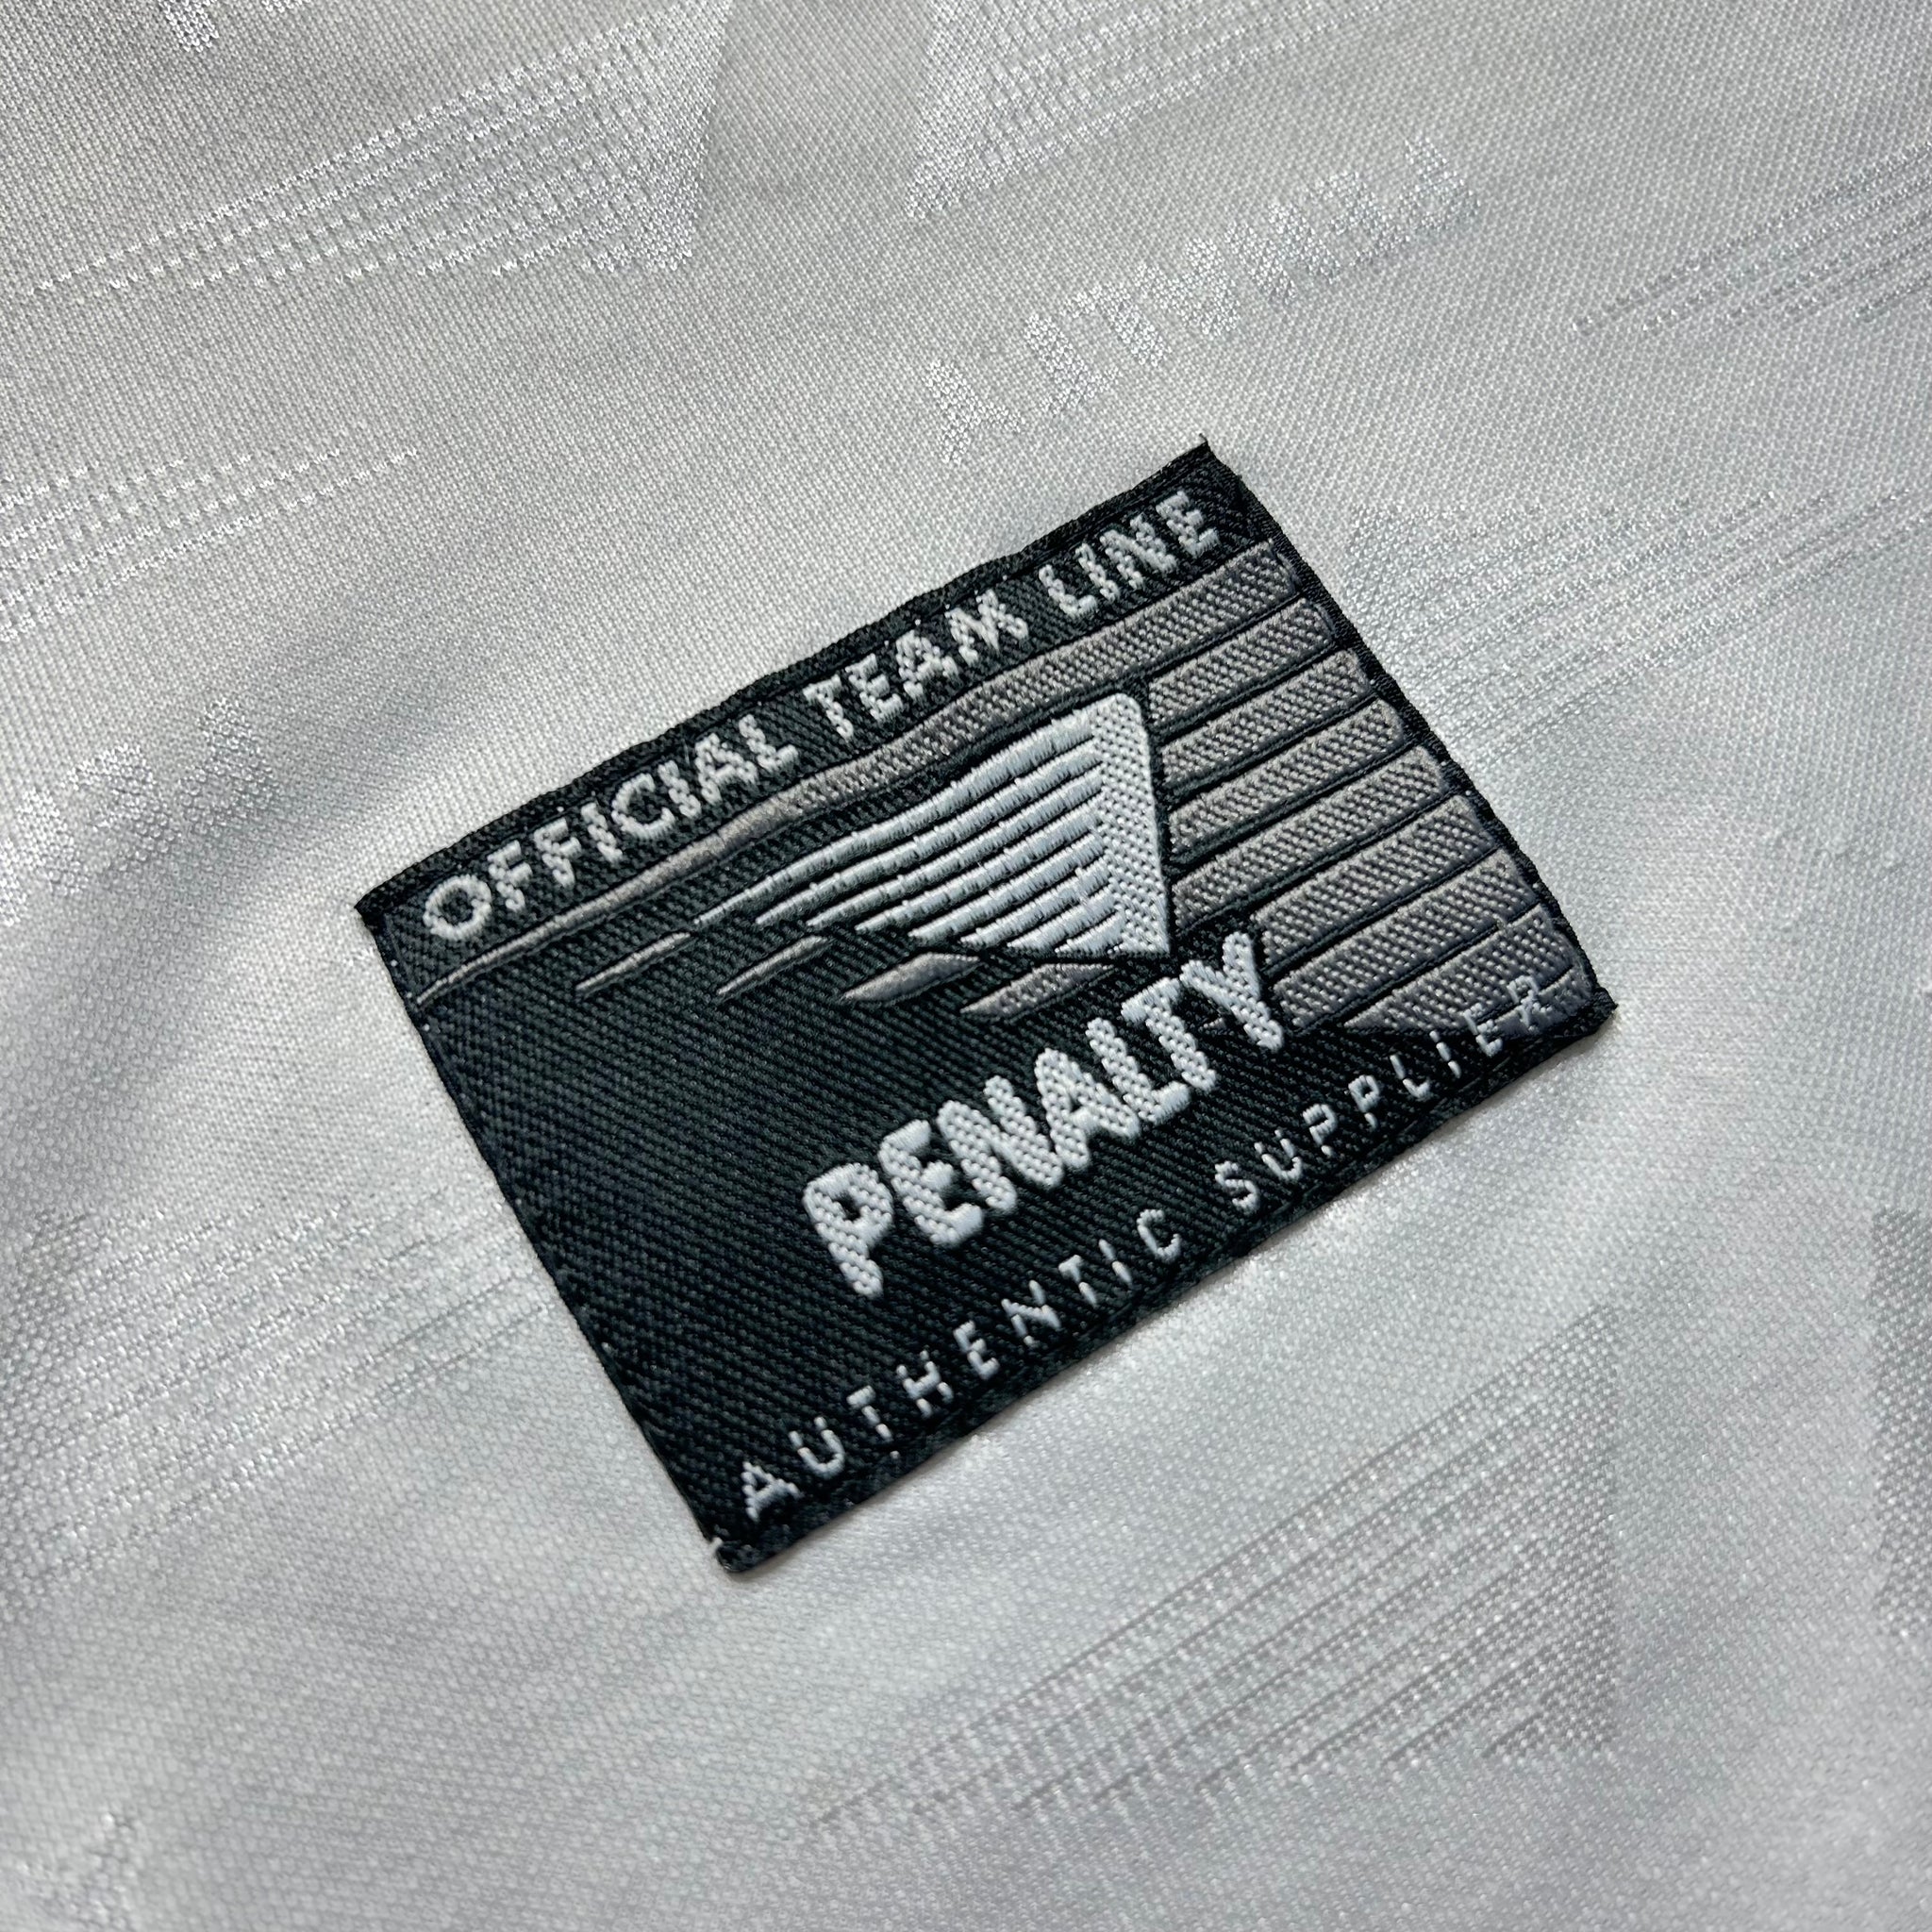 OFFICIAL TEAM LINE
PENALTY
AUTHENTIC SUPPLIER